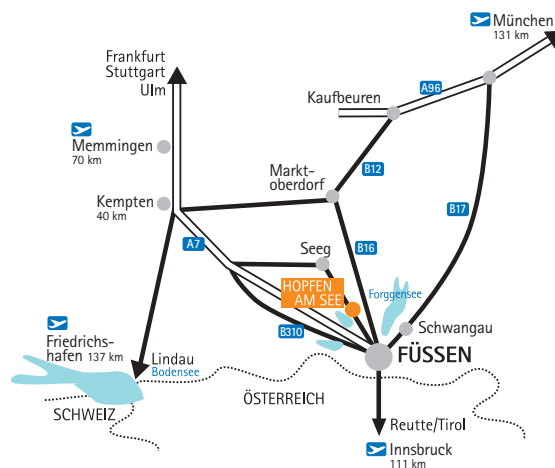 München
131 km
Frankfurt
Stuttgart
Ulm
A96
Kaufbeuren
Memmingen
70 km
B12
Markt-
oberdorf
Kempten
40 km
B17
A7
B16
Seeg
HOPFEN
AM SEE
Forggensee
B310
Schwangau
Friedrichs-
hafen 137 km
Lindau
Bodensee
FÜSSEN
ÖSTERREICH
SCHWEIZ
Reutte/Tirol
Innsbruck
111 km